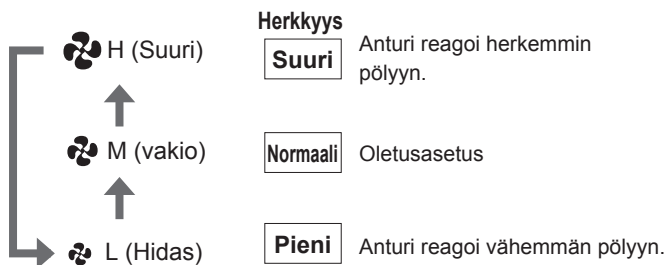 Herkkyys
H (Suuri)
Suuri
Anturi reagoi herkemmin
pölyyn.
M (vakio)
Normaali
Oletusasetus
L (Hidas)
Pieni
Anturi reagoi vähemmän pölyyn.